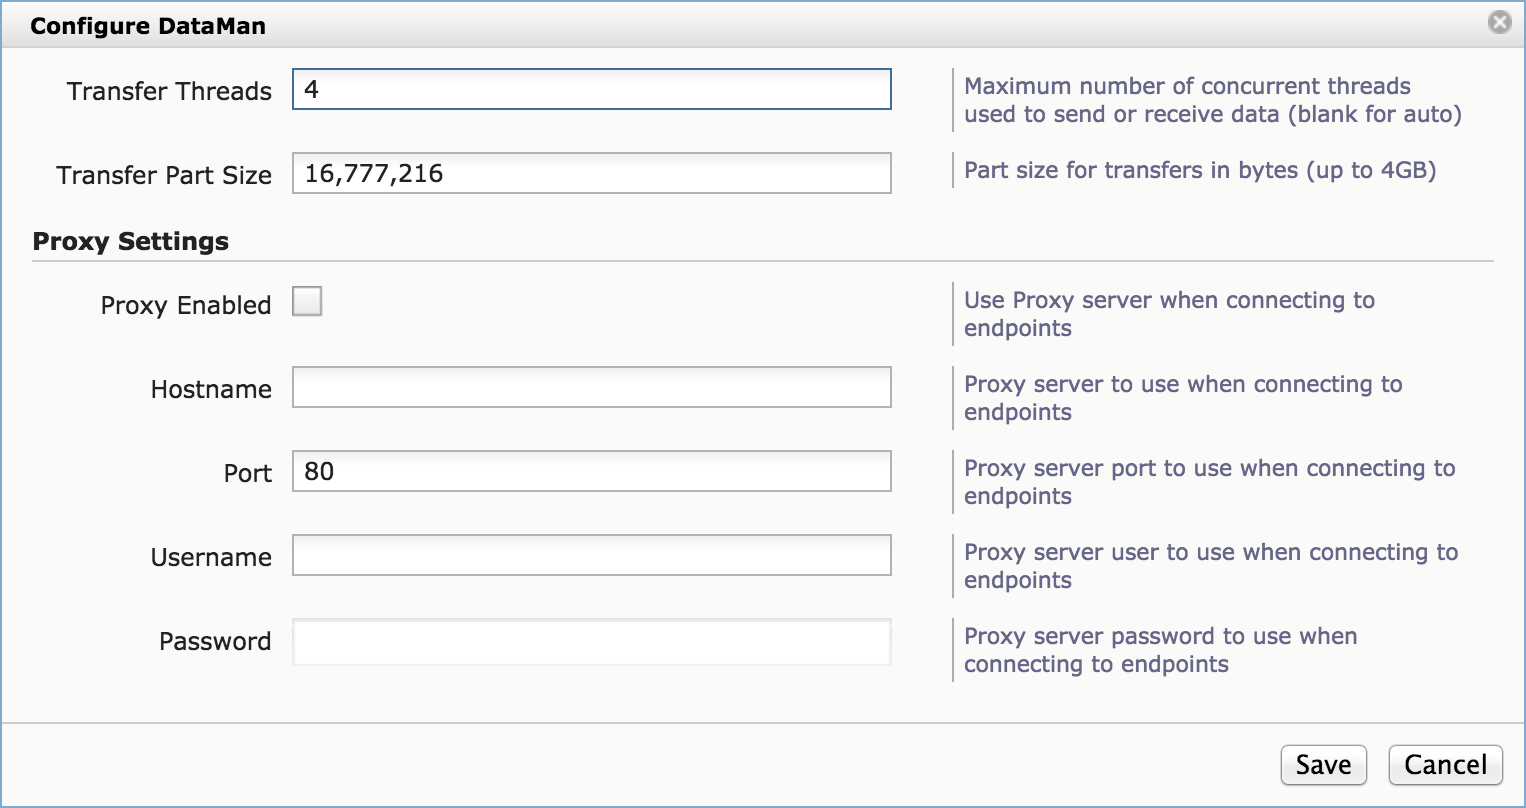 Configure DataMan
Transfer Threads
4
Maximum number of concurrent threads
used to send or receive data (blank for auto)
Transfer Part Size
16,777,216
Part size for transfers in bytes (up to 4GB)
Proxy Settings
Proxy Enabled
Use Proxy server when connecting to
endpoints
Hostname
Proxy server to use when connecting to
endpoints
Port
80
Proxy server port to use when connecting to
endpoints
Username
Proxy server user to use when connecting to
endpoints
Password
Proxy server password to use when
connecting to endpoints
Save
Cancel